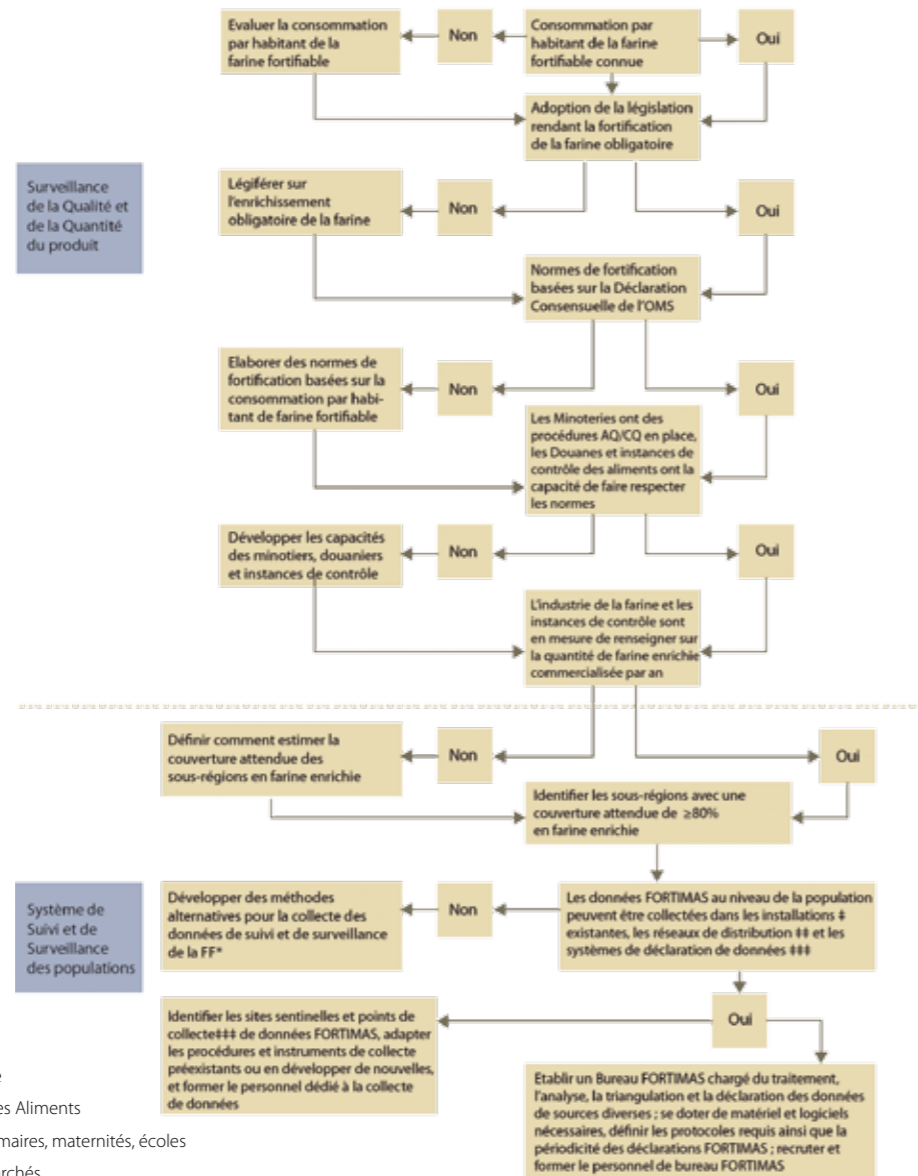 Evaluer la consommation
par habitant de la
farine fortifiable
Non
Consommation par
habitant de la farine
fortifiable connue
Oui
Adoption de la législation
rendant la fortification
de la farine obligatoire
Surveillance
de la Qualité et
de la Quantité
du produit
Légiférer sur
l'enrichissement
obligatoire de la farine
Non
Oui
Normes de fortification
basées sur la Déclaration
Consensuelle de l'OMS
Elaborer des normes de
fortification basées sur la
consommation par habi-
tant de farine fortifiable
Non
Oui
Les Minoteries ont des
procédures AQ/CQ en place,
les Douanes et instances de
contrôle des aliments ont la
capacité de faire respecter
les normes
Développer les capacités
des minotiers, douaniers
et instances de contrôle
Non
Oui
L'industrie de la farine et les
instances de contrôle sont
en mesure de renseigner sur
la quantité de farine enrichie
commercialisée par an
Définir comment estimer la
couverture attendue des
sous-régions en farine enrichie
Non
Oui
Identifier les sous-régions avec une
couverture attendue de ≥80%
en farine enrichie
Système de
Suivi et de
Surveillance
des populations
Développer des méthodes
alternatives pour la collecte des
données de suivi et de surveillance
de la FF*
Non
Les données FORTIMAS au niveau de la population
peuvent être collectées dans les installations ‡
existantes, les réseaux de distribution ‡‡ et les
systèmes de déclaration de données ‡‡‡
Oui
Identifier les sites sentinelles et points de
collecte‡‡‡ de données FORTIMAS, adapter
les procédures et instruments de collecte
préexistants ou en développer de nouvelles,
et former le personnel dédié à la collecte
de données
Etablir un Bureau FORTIMAS chargé du traitement,
l'analyse, la triangulation et la déclaration des données
de sources diverses ; se doter de matériel et logiciels
nécessaires, définir les protocoles requis ainsi que la
périodicité des déclarations FORTIMAS ; recruter et
former le personnel de bureau FORTIMAS
es Aliments
maires, maternités, écoles
archés